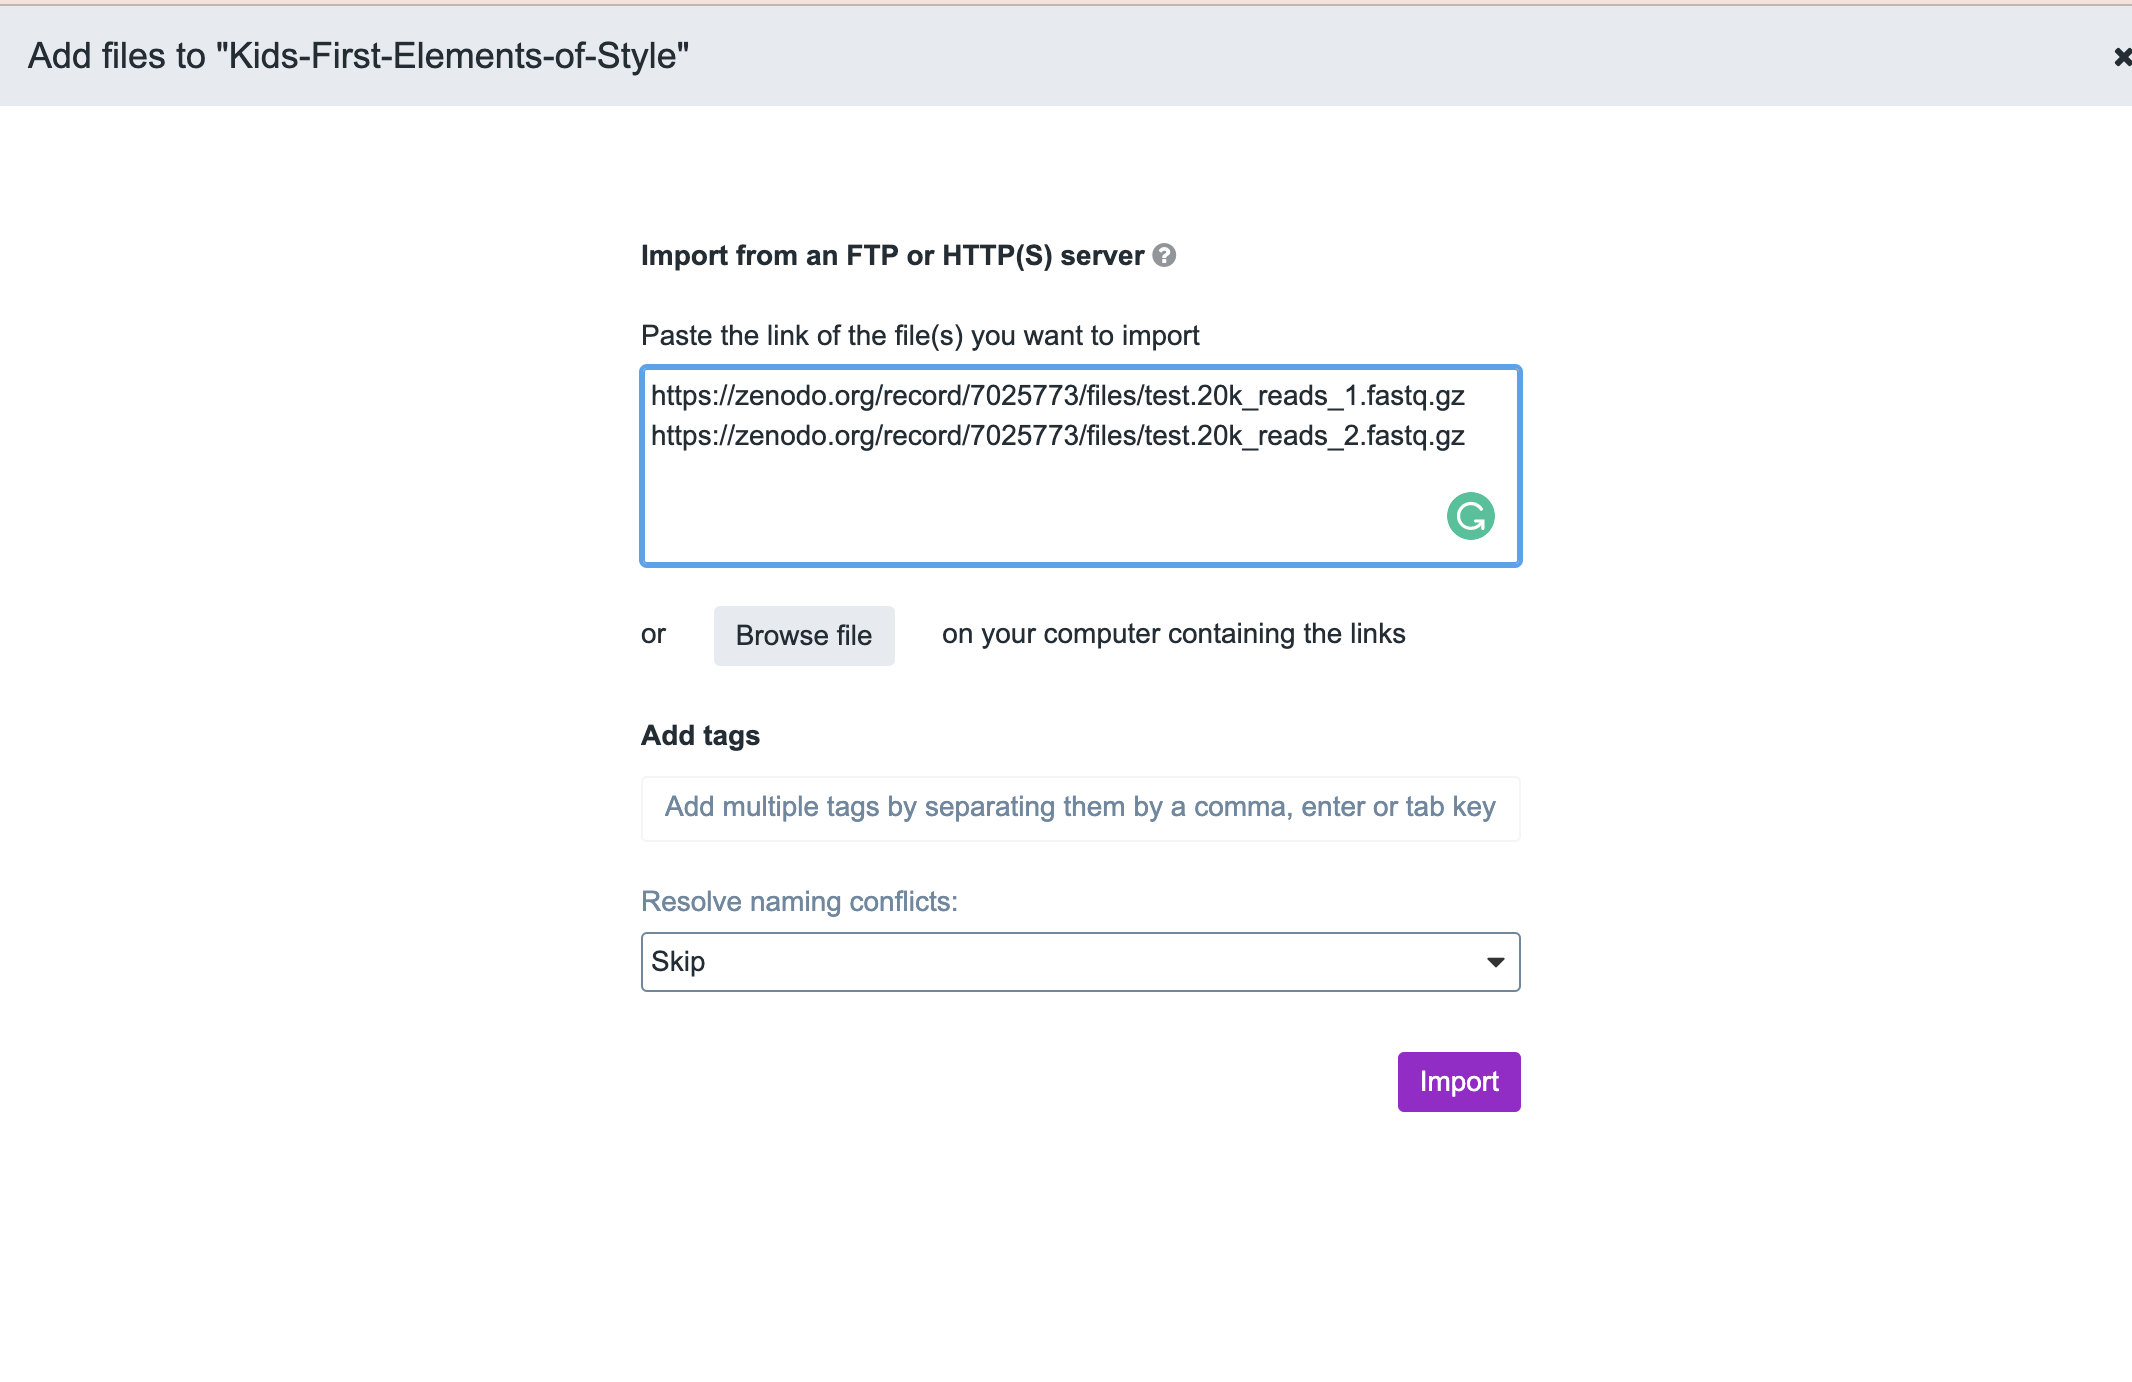 Add files to "Kids-First-Elements-of-Style"
Import from an FTP or HTTP(S) server ?
Paste the link of the file(s) you want to import
https://zenodo.org/record/7025773/files/test.20k_reads_1.fastq.gz
https://zenodo.org/record/7025773/files/test.20k_reads_2.fastq.gz
or Browse file on your computer containing the links
Add tags
Add multiple tags by separating them by a comma, enter or tab key
Resolve naming conflicts:
Skip
Import